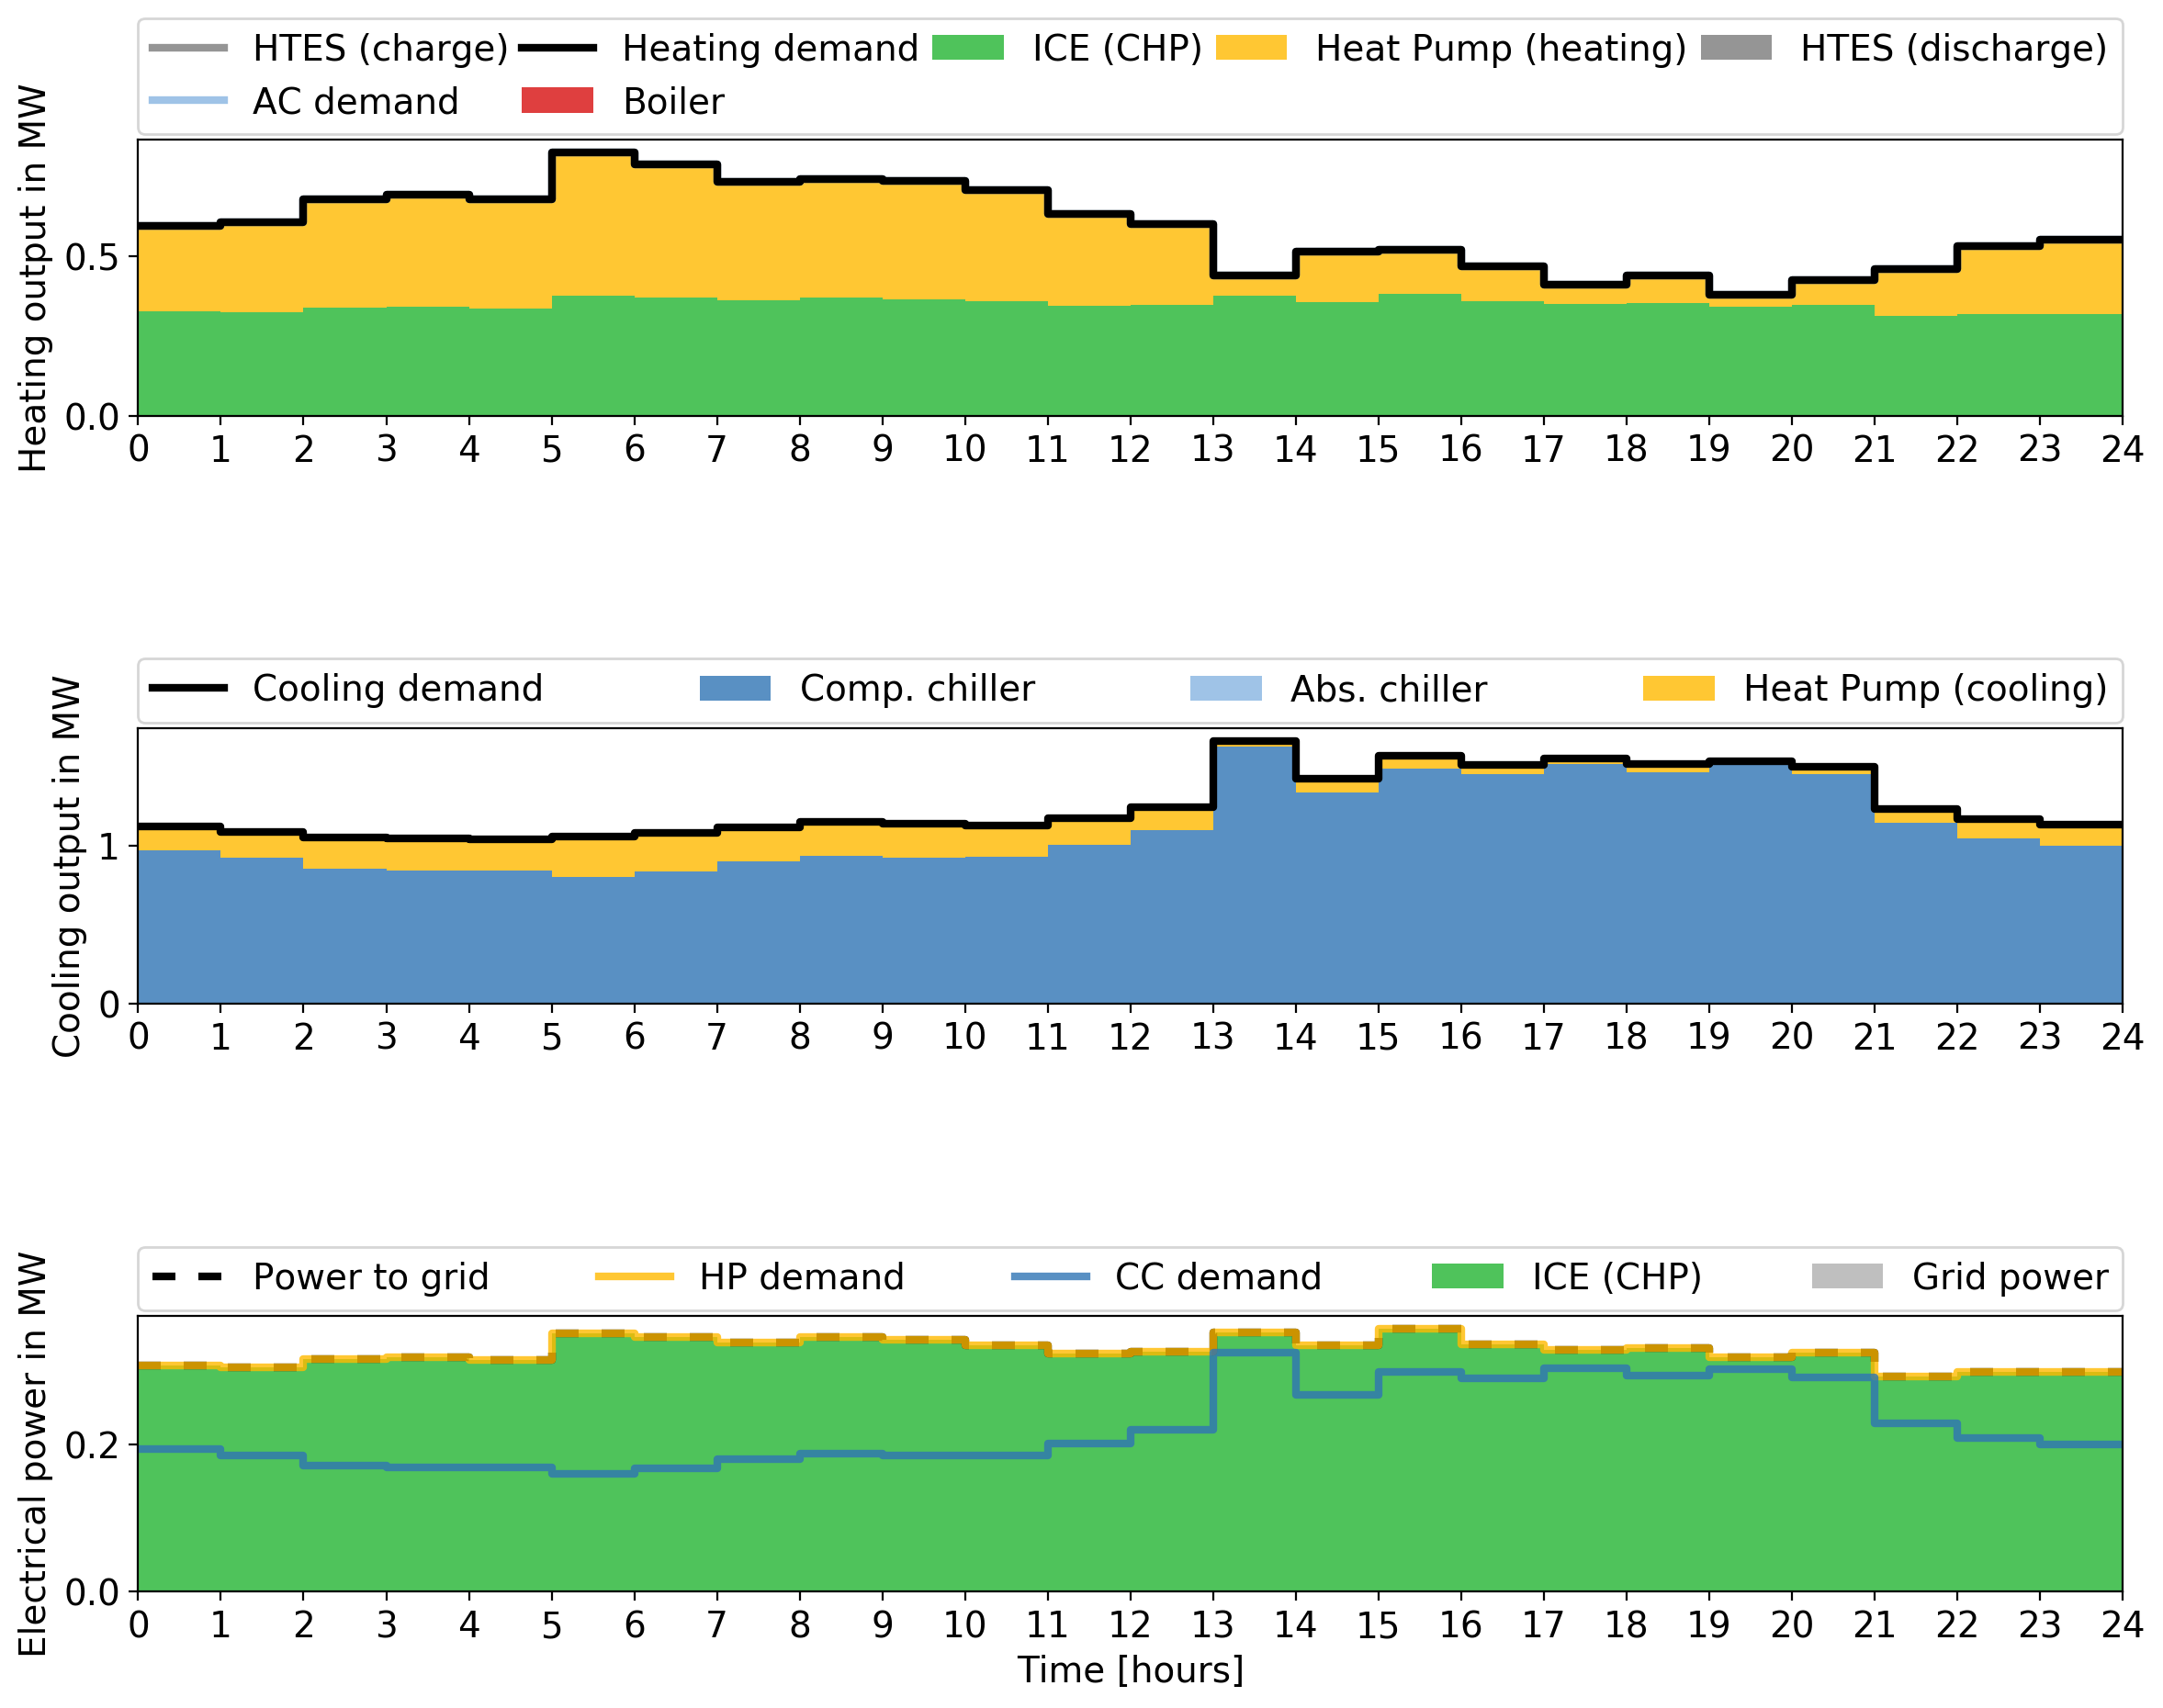 HTES (charge) Heating demand ICE (CHP) Heat Pump (heating) HTES (discharge)
AC demand Boiler
Heating output in MW
0.5
0.0
0 1 2 3 4 5 6 7 8 9 10 11 12 13 14 15 16 17 18 19 20 21 22 23 24
Cooling demand Comp. chiller Abs. chiller Heat Pump (cooling)
Cooling output in MW
1
0
0 1 2 3 4 5 6 7 8 9 10 11 12 13 14 15 16 17 18 19 20 21 22 23 24
Power to grid HP demand CC demand ICE (CHP) Grid power
Electrical power in MW
0.2
0.0
0 1 2 3 4 5 6 7 8 9 10 11 12 13 14 15 16 17 18 19 20 21 22 23 24
Time [hours]